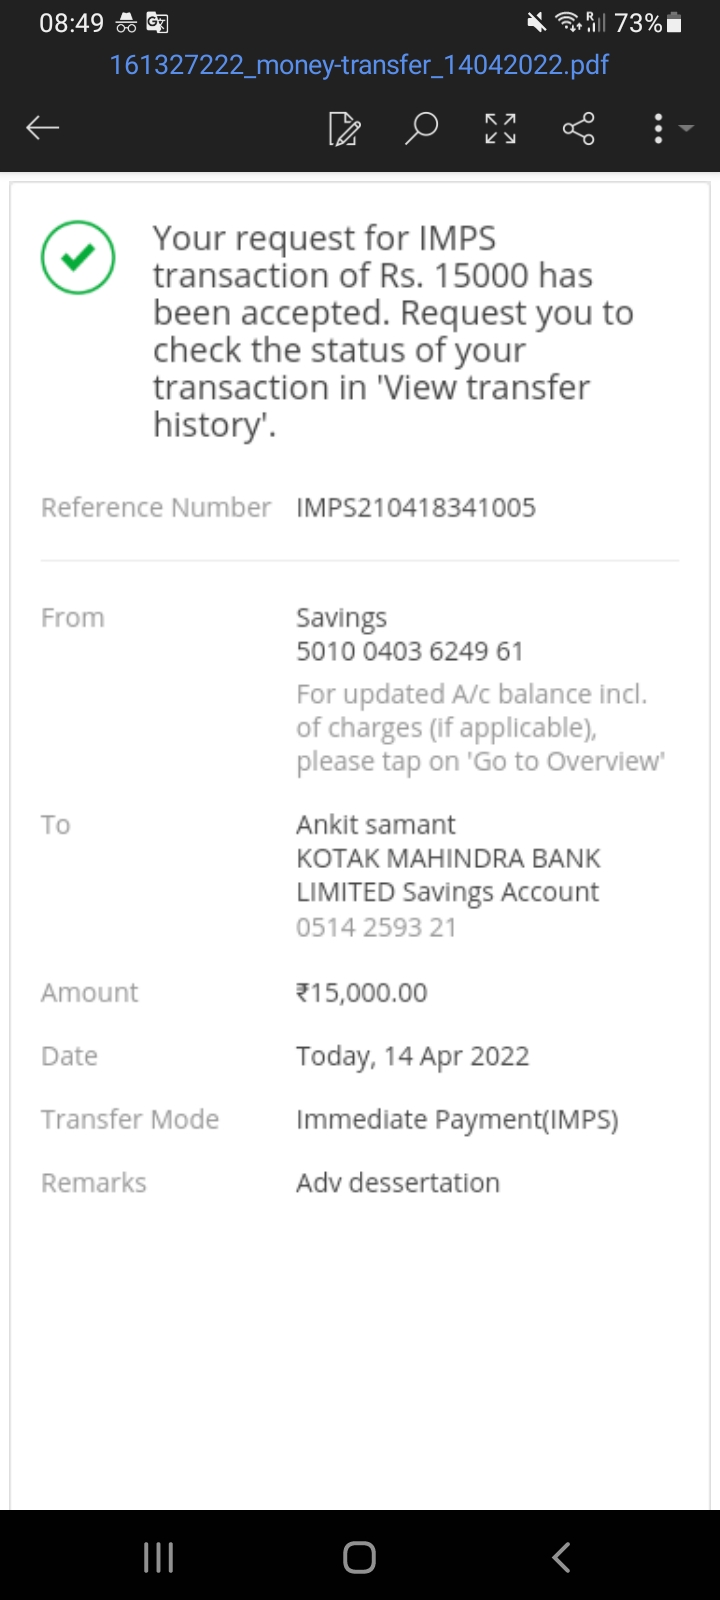 08:49
73%
161327222_money-transfer_14042022.pdf
Your request for IMPS
transaction of Rs. 15000 has
been accepted. Request you to
check the status of your
transaction in 'View transfer
history'.
Reference Number IMPS210418341005
From Savings
5010 0403 6249 61
For updated A/c balance incl.
of charges (if applicable),
please tap on 'Go to Overview'
To Ankit samant
KOTAK MAHINDRA BANK
LIMITED Savings Account
0514 2593 21
Amount ₹15,000.00
Date Today, 14 Apr 2022
Transfer Mode Immediate Payment(IMPS)
Remarks Adv dessertation